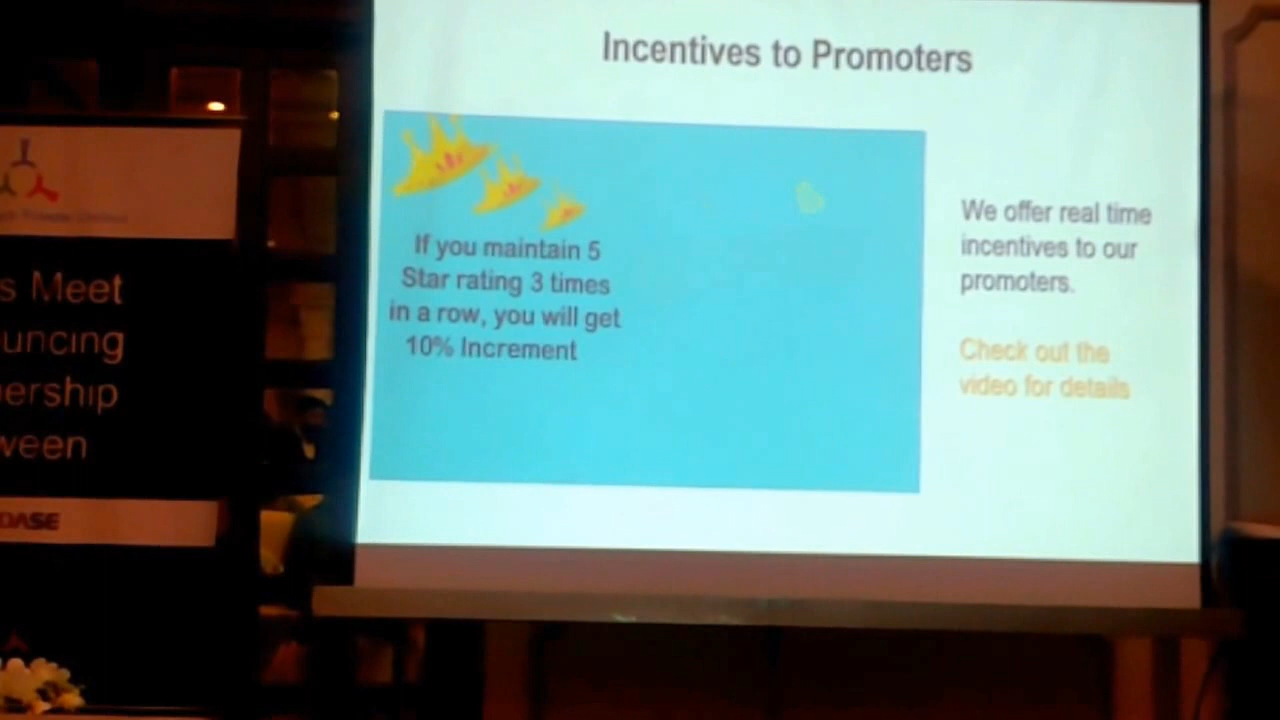 Incentives to Promoters
If you maintain 5
Star rating 3 times
in a row, you will get
10% Increment
We offer real time
incentives to our
promoters.
Check out the
video for details
s Meet
uncing
ership
ween
DASE